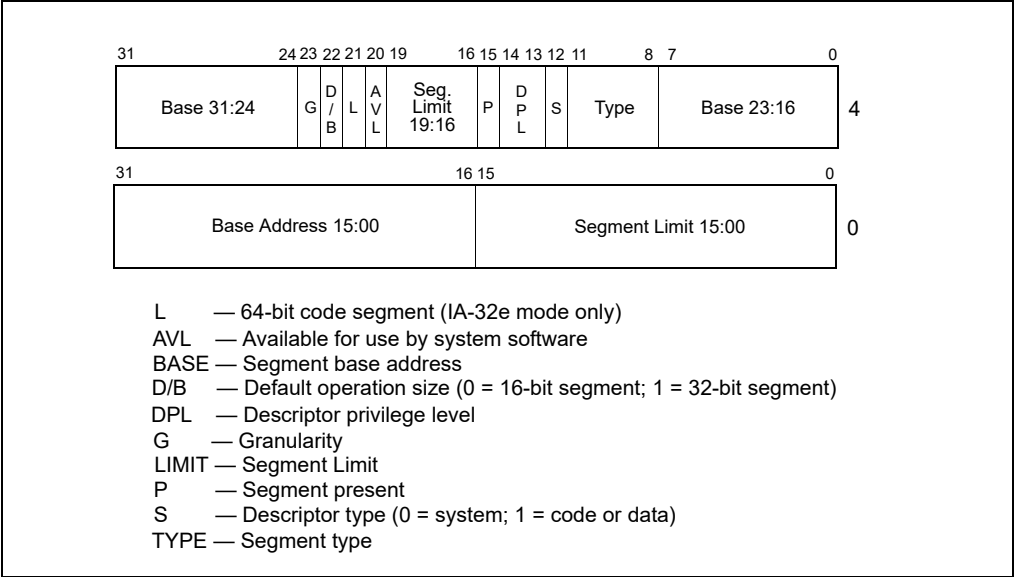 31 24 23 22 21 20 19 16 15 14 13 12 11 8 7 0
Base 31:24 G D/B L AVL Seg. Limit 19:16 P DPL S Type Base 23:16 4
31 16 15 0
Base Address 15:00 Segment Limit 15:00 0
L — 64-bit code segment (IA-32e mode only)
AVL — Available for use by system software
BASE — Segment base address
D/B — Default operation size (0 = 16-bit segment; 1 = 32-bit segment)
DPL — Descriptor privilege level
G — Granularity
LIMIT — Segment Limit
P — Segment present
S — Descriptor type (0 = system; 1 = code or data)
TYPE — Segment type